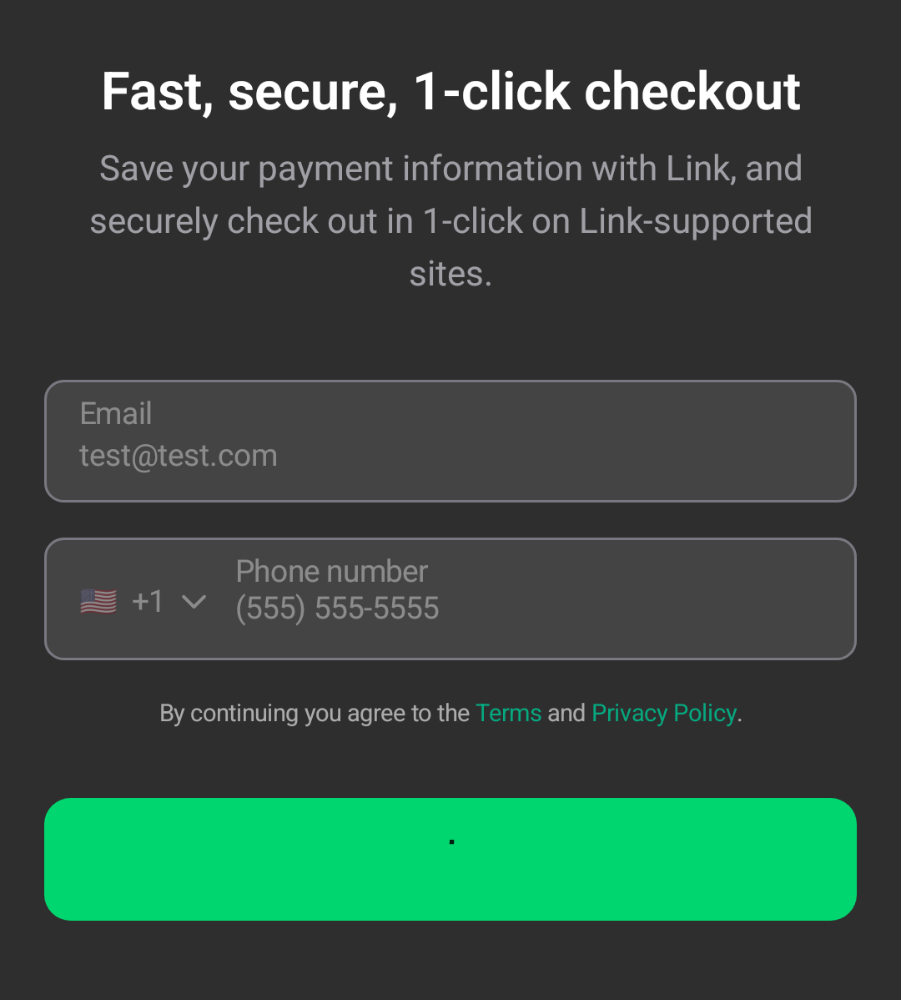 Fast, secure, 1-click checkout
Save your payment information with Link, and
securely check out in 1-click on Link-supported
sites.
Email
test@test.com
Phone number
+1 (555) 555-5555
By continuing you agree to the Terms and Privacy Policy.